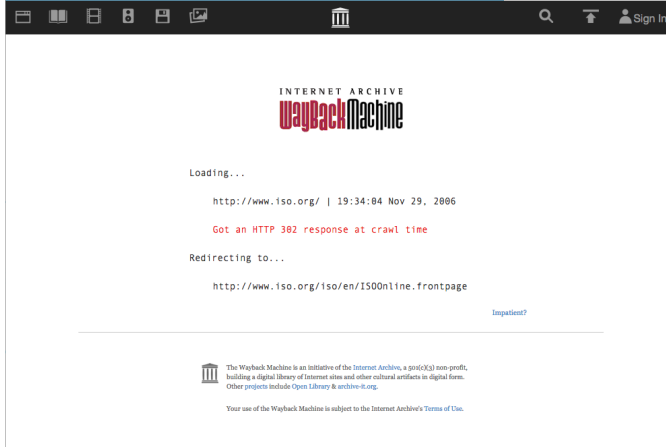 Sign In
INTERNET ARCHIVE
WayBackMachine
Loading...
http://www.iso.org/ | 19:34:04 Nov 29, 2006
Got an HTTP 302 response at crawl time
Redirecting to...
http://www.iso.org/iso/en/ISOOnline.frontpage
Impatient?
The Wayback Machine is an initiative of the Internet Archive, a 501(c)(3) non-profit,
building a digital library of Internet sites and other cultural artifacts in digital form.
Other projects include Open Library & archive-it.org.
Your use of the Wayback Machine is subject to the Internet Archive's Terms of Use.